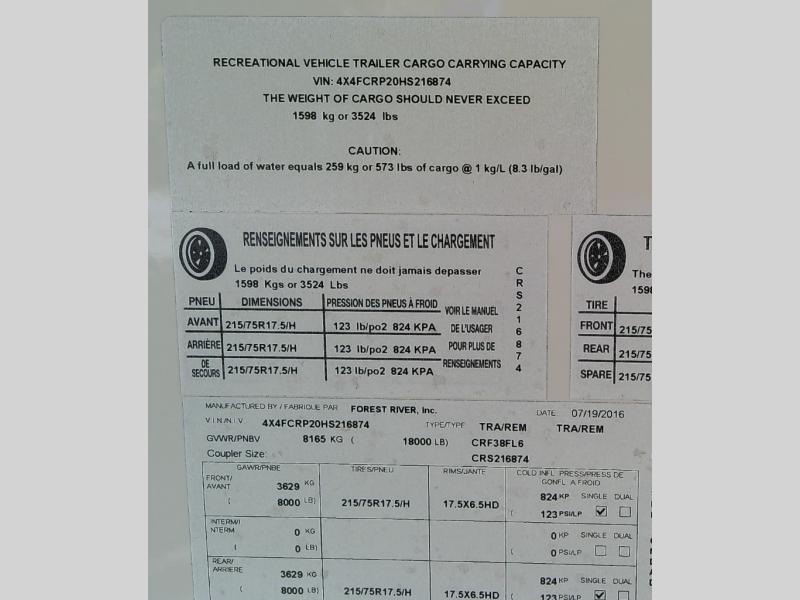 RECREATIONAL VEHICLE TRAILER CARGO CARRYING CAPACITY
VIN: 4X4FCRP20HS216874
THE WEIGHT OF CARGO SHOULD NEVER EXCEED
1598 kg or 3524 lbs
CAUTION:
A full load of water equals 259 kg or 573 lbs of cargo @ 1 kg/L (8.3 lb/gal)
RENSEIGNEMENTS SUR LES PNEUS ET LE CHARGEMENT
Le poids du chargement ne doit jamais depasser
1598 Kgs or 3524 Lbs
PNEU DIMENSIONS PRESSION DES PNEUS À FROID
AVANT 215/75R17.5/H 123 lb/po2 824 KPA
ARRIÈRE 215/75R17.5/H 123 lb/po2 824 KPA
DE SECOURS 215/75R17.5/H 123 lb/po2 824 KPA
VOIR LE MANUEL
DE L'USAGER
POUR PLUS DE
RENSEIGNEMENTS
CRS216874
T
The
1598
TIRE
FRONT 215/75
REAR 215/75
SPARE 215/75
MANUFACTURED BY / FABRIQUE PAR FOREST RIVER, Inc. DATE 07/19/2016
V I N / N I V 4X4FCRP20HS216874 TYPE/TYPE TRA/REM TRA/REM
GVWR/PNBV 8165 KG ( 18000 LB) CRF38FL6
Coupler Size: CRS216874
GAWR/PNBE TIRES/PNEU RIMS/JANTE COLD INFL. PRESS/PRESS DE
GONFL. A FROID
FRONT/
AVANT 3629 KG 824 KP SINGLE DUAL
( 8000 LB) 215/75R17.5/H 17.5X6.5HD ( 123 PSI/LP
INTERM/
NTERM 0 KG 0 KP SINGLE DUAL
( 0 LB) ( 0 PSI/LP
REAR/
ARRIERE 3629 KG 824 KP SINGLE DUAL
( 8000 LB) 215/75R17.5/H 17.5X6.5HD ( 123 PSI/LP